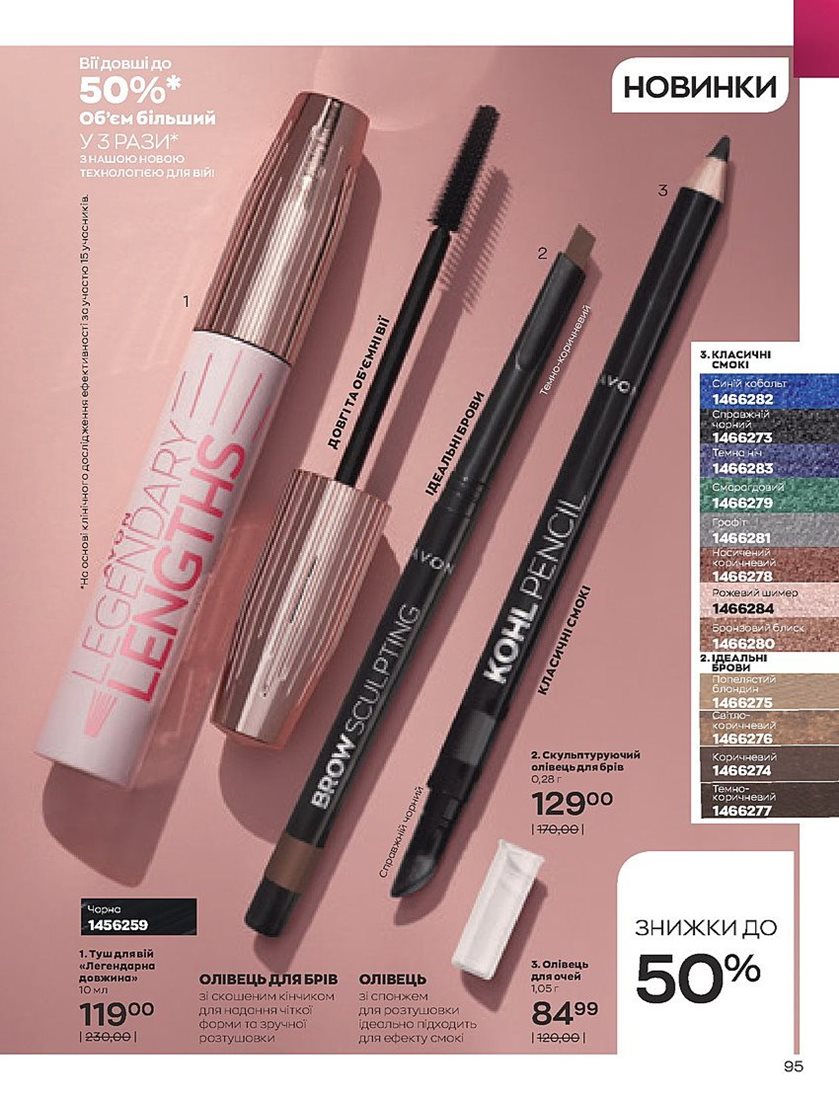 Вії довші до
50%*
Об'єм більший
У 3 РАЗИ*
З НАШОЮ НОВОЮ
ТЕХНОЛОГІЄЮ ДЛЯ ВІЙ!
НОВИНКИ
*На основі клінічного дослідження ефективності за участю 15 учасників.
1
2
3
ДОВГІ ТА ОБ'ЄМНІ ВІЇ
ІДЕАЛЬНІ БРОВИ
Темно-коричневий
КЛАСИЧНІ СМОКІ
Справжній чорний
AVON
LEGENDARY
LENGTHS
AVON
BROW SCULPTING
AVON
KOHL PENCIL
3. КЛАСИЧНІ
СМОКІ
Синій кобальт
1466282
Справжній
чорний
1466273
Темна ніч
1466283
Смарагдовий
1466279
Графіт
1466281
Насичений
коричневий
1466278
Рожевий шимер
1466284
Бронзовий блиск
1466280
2. ІДЕАЛЬНІ
БРОВИ
Попелястий
блондин
1466275
Світло-
коричневий
1466276
Коричневий
1466274
Темно-
коричневий
1466277
2. Скульптуруючий
олівець для брів
0,28 г
129⁰⁰
|170,00|
Чорна
1456259
1. Туш для вій
«Легендарна
довжина»
10 мл
119⁰⁰
|230,00|
ОЛІВЕЦЬ ДЛЯ БРІВ
зі скошеним кінчиком
для надання чіткої
форми та зручної
розтушовки
ОЛІВЕЦЬ
зі спонжем
для розтушовки
ідеально підходить
для ефекту смокі
3. Олівець
для очей
1,05 г
84⁹⁹
|120,00|
ЗНИЖКИ ДО
50%
95